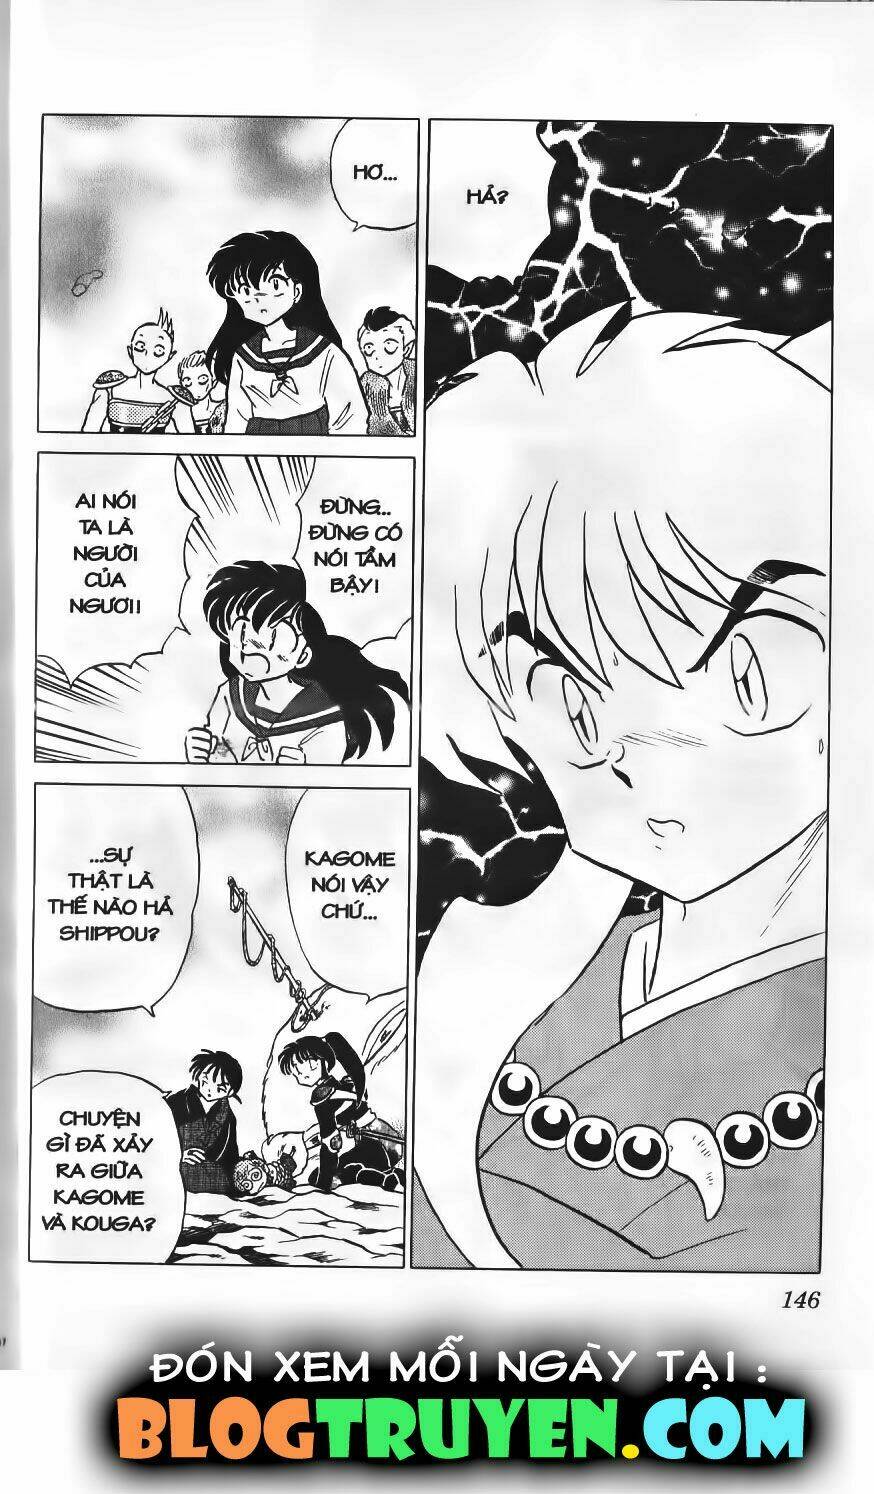 HẢ?
HƠ...
ĐỪNG..
ĐỪNG CÓ
NÓI TẦM
BẬY!
AI NÓI
TA LÀ
NGƯỜI
CỦA
NGƯƠI!
KAGOME
NÓI VẬY
CHỨ...
...SỰ
THẬT LÀ
THẾ NÀO HẢ
SHIPPOU?
CHUYỆN
GÌ ĐÃ XẢY
RA GIỮA
KAGOME
VÀ KOUGA?
146
ĐÓN XEM MỖI NGÀY TẠI :
BLOGTRUYEN.COM